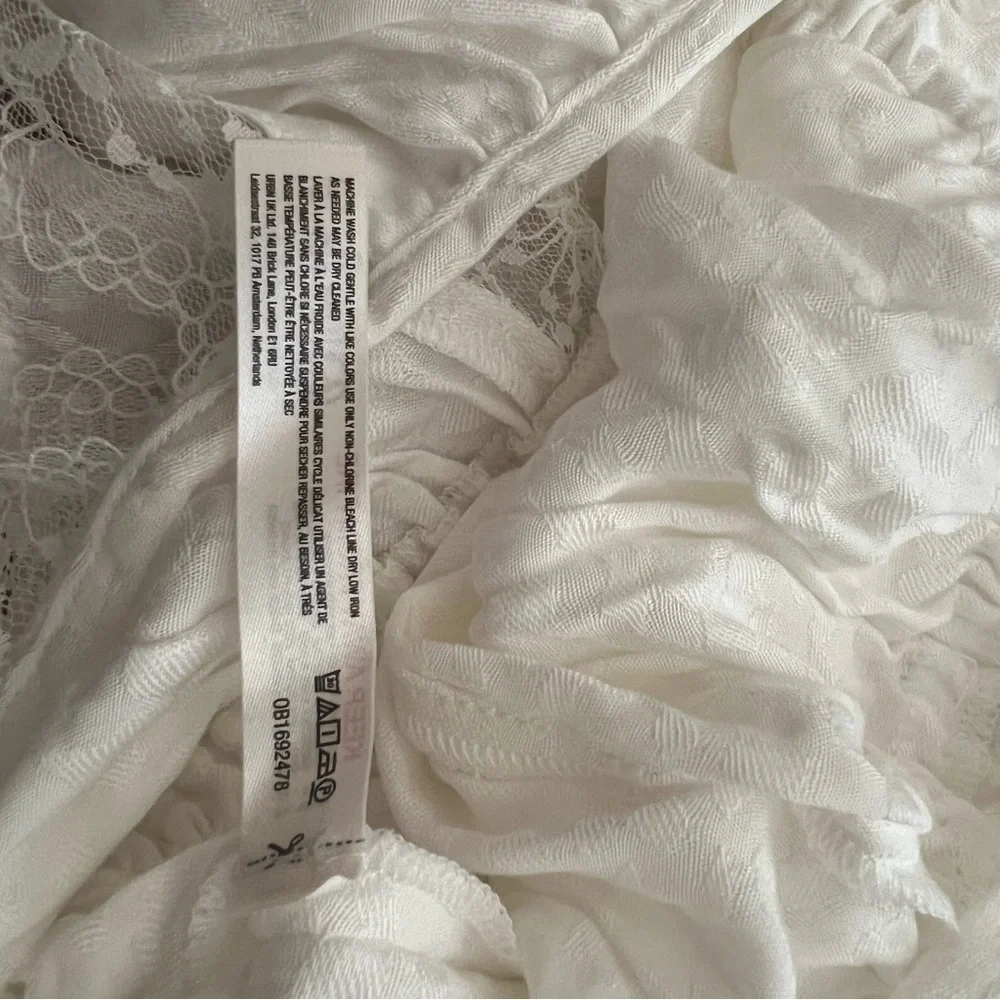 MACHINE WASH COLD GENTLE WITH LIKE COLORS USE ONLY NON-CHLORINE BLEACH LINE DRY LOW IRON
AS NEEDED MAY BE DRY CLEANED
LAVER À LA MACHINE À L'EAU FROIDE AVEC COULEURS SIMILAIRES CYCLE DÉLICAT UTILISER UN AGENT DE
BLANCHIMENT SANS CHLORE SI NÉCESSAIRE SUSPENDRE POUR SECHER REPASSER, AU BESOIN, À TRÈS
BASSE TEMPÉRATURE PEUT-ÊTRE ÊTRE NETTOYÉE À SEC
URBN UK Ltd. 146 Brick Lane, London E1 6RU
Leidsestraat 32, 1017 PB Amsterdam, Netherlands
30
P
0B1692478